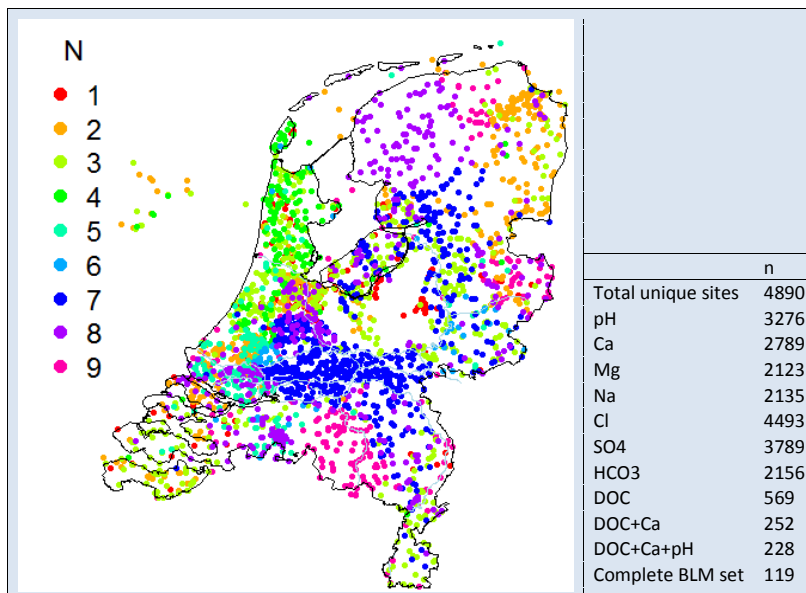 N
1
2
3
4
5
6
7
8
9
n
Total unique sites 4890
pH 3276
Ca 2789
Mg 2123
Na 2135
Cl 4493
SO4 3789
HCO3 2156
DOC 569
DOC+Ca 252
DOC+Ca+pH 228
Complete BLM set 119